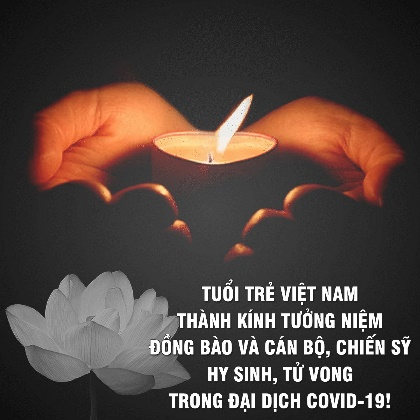 TUỔI TRẺ VIỆT NAM
THÀNH KÍNH TƯỞNG NIỆM
ĐỒNG BÀO VÀ CÁN BỘ, CHIẾN SỸ
HY SINH, TỬ VONG
TRONG ĐẠI DỊCH COVID-19!